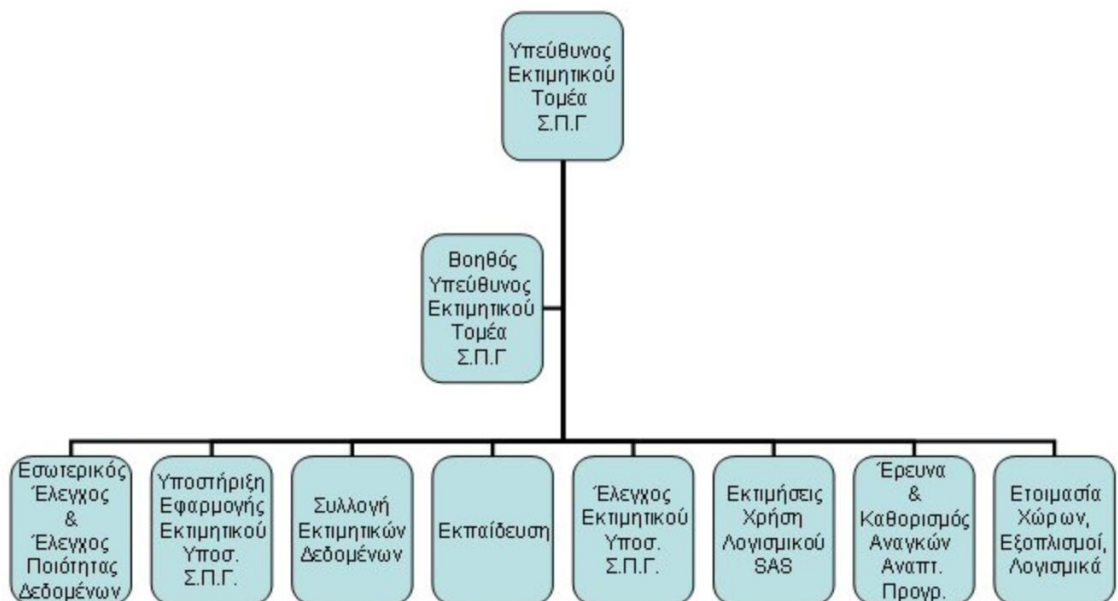 Υπεύθυνος
Εκτιμητικού
Τομέα
Σ.Π.Γ
Βοηθός
Υπεύθυνος
Εκτιμητικού
Τομέα
Σ.Π.Γ
Εσωτερικός
Έλεγχος
&
Έλεγχος
Ποιότητας
Δεδομένων
Υποστήριξη
Εφαρμογής
Εκτιμητικού
Υποσ.
Σ.Π.Γ.
Συλλογή
Εκτιμητικών
Δεδομένων
Εκπαίδευση
Έλεγχος
Εκτιμητικού
Υποσ.
Σ.Π.Γ.
Εκτιμήσεις
Χρήση
Λογισμικού
SAS
Έρευνα
&
Καθορισμός
Αναγκών
Αναπτ.
Προγρ.
Ετοιμασία
Χώρων,
Εξοπλισμοί,
Λογισμικά